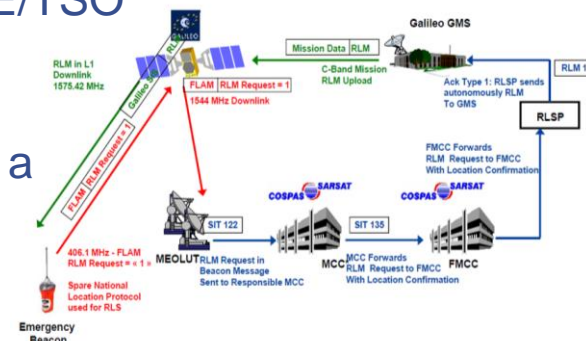 E/TSO
a
GALILEO
RLM in L1
Downlink
1575.42 MHz
Mission Data RLM
C-Band Mission
RLM Upload
Galileo GMS
Ack Type 1: RLSP sends
autonomously RLM
To GMS
RLM 1
RLSP
FLAM RLM Request = 1
1544 MHz Downlink
FLAM RLM Request = 1
FMCC Forwards
RLM Request to FMCC
With Location Confirmation
COSPAS SARSAT
COSPAS SARSAT
SIT 122
SIT 135
MEOLUT
MCC
FMCC
RLM Request in
Beacon Message
Sent to Responsible MCC
MCC Forwards
RLM Request to FMCC
With Location Confirmation
406.1 MHz - FLAM
RLM Request = « 1 »
Spare National
Location Protocol
used for RLS
Emergency
Beacon